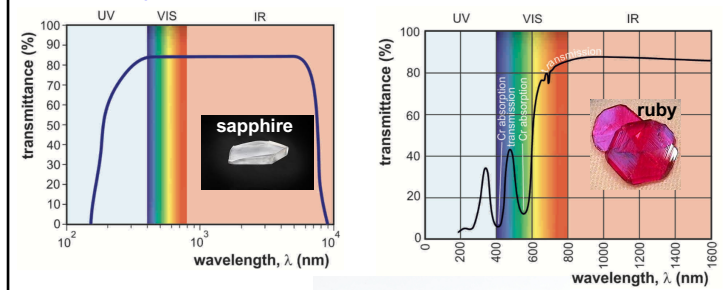 UV VIS IR
transmittance (%)
100
90
80
70
60
50
40
30
20
10
0
sapphire
10²
10³
10⁴
wavelength, λ (nm)
UV VIS IR
transmittance (%)
100
80
60
40
20
0
Cr absorption
transmission
Cr absorption
transmission
ruby
0 200 400 600 800 1000 1200 1400 1600
wavelength, λ (nm)